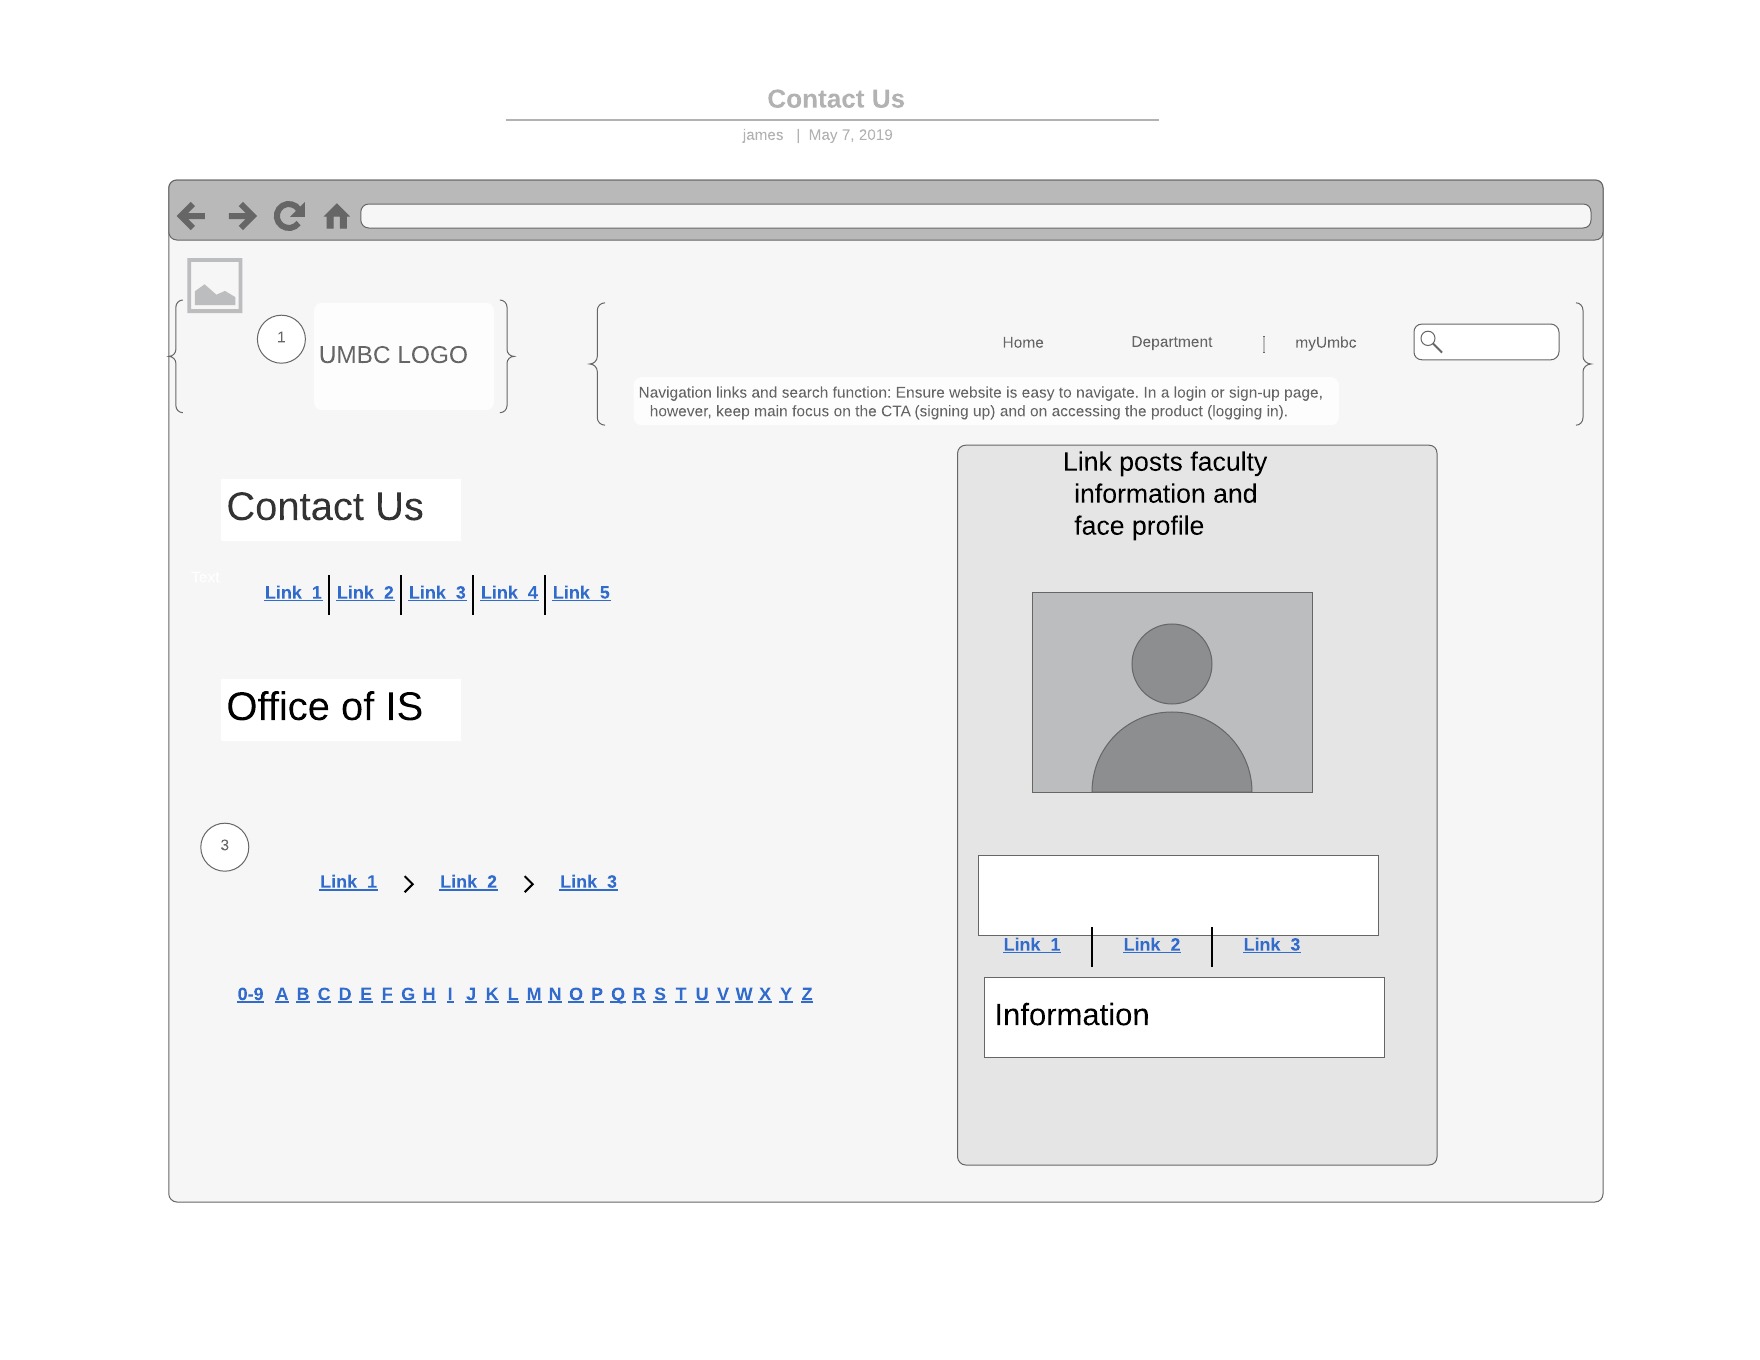 Contact Us
james | May 7, 2019
1
UMBC LOGO
Home Department myUmbc
Navigation links and search function: Ensure website is easy to navigate. In a login or sign-up page,
however, keep main focus on the CTA (signing up) and on accessing the product (logging in).
Contact Us
Text
Link 1 Link 2 Link 3 Link 4 Link 5
Office of IS
3
Link 1 > Link 2 > Link 3
0-9 A B C D E F G H I J K L M N O P Q R S T U V W X Y Z
Link posts faculty
information and
face profile
Link 1 Link 2 Link 3
Information